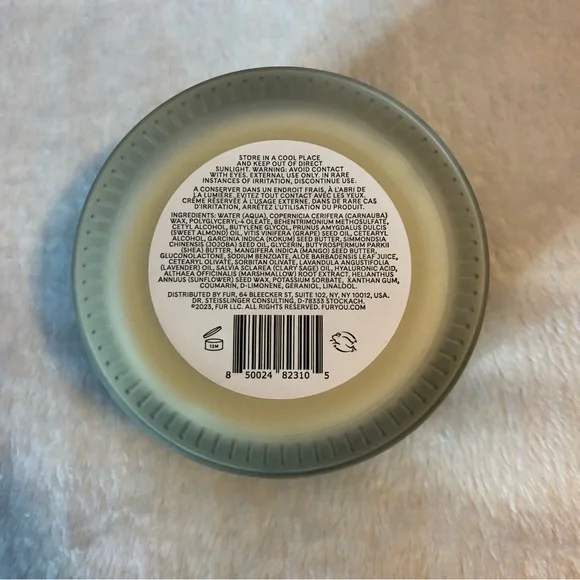 STORE IN A COOL PLACE
AND KEEP OUT OF DIRECT
SUNLIGHT. WARNING: AVOID CONTACT
WITH EYES, EXTERNAL USE ONLY. IN RARE
INSTANCES OF IRRITATION, DISCONTINUE USE.
A CONSERVER DANS UN ENDROIT FRAIS, À L'ABRI DE
LA LUMIÈRE. EVITEZ TOUT CONTACT AVEC LES YEUX.
CRÈME RÉSERVÉE À L'USAGE EXTERNE. DANS DE RARE CAS
D'IRRITATION, ARRÊTEZ L'UTILISATION DU PRODUIT.
INGREDIENTS: WATER (AQUA), COPERNICIA CERIFERA (CARNAUBA)
WAX, POLYGLYCERYL-4 OLEATE, BEHENTRIMONIUM METHOSULFATE,
CETYL ALCOHOL, BUTYLENE GLYCOL, PRUNUS AMYGDALUS DULCIS
(SWEET ALMOND) OIL, VITIS VINIFERA (GRAPE) SEED OIL, CETEARYL
ALCOHOL, GARCINIA INDICA (KOKUM) SEED BUTTER, SIMMONDSIA
CHINENSIS (JOJOBA) SEED OIL, GLYCERIN, BUTYROSPERMUM PARKII
(SHEA) BUTTER, MANGIFERA INDICA (MANGO) SEED BUTTER,
GLUCONOLACTONE, SODIUM BENZOATE, ALOE BARBADENSIS LEAF JUICE,
CETEARYL OLIVATE, SORBITAN OLIVATE, LAVANDULA ANGUSTIFOLIA
(LAVENDER) OIL, SALVIA SCLAREA (CLARY SAGE) OIL, HYALURONIC ACID,
ALTHAEA OFFICINALIS (MARSHMALLOW) ROOT EXTRACT, HELIANTHUS
ANNUUS (SUNFLOWER) SEED WAX, POTASSIUM SORBATE, XANTHAN GUM,
COUMARIN, D-LIMONENE, GERANIOL, LINALOOL.
DISTRIBUTED BY FUR, 64 BLEECKER ST, SUITE 102, NY, NY 10012, USA.
DR. STEISSLINGER CONSULTING, D-78333 STOCKACH.
©2023, FUR LLC. ALL RIGHTS RESERVED. FURYOU.COM
12M
8 50024 82310 5